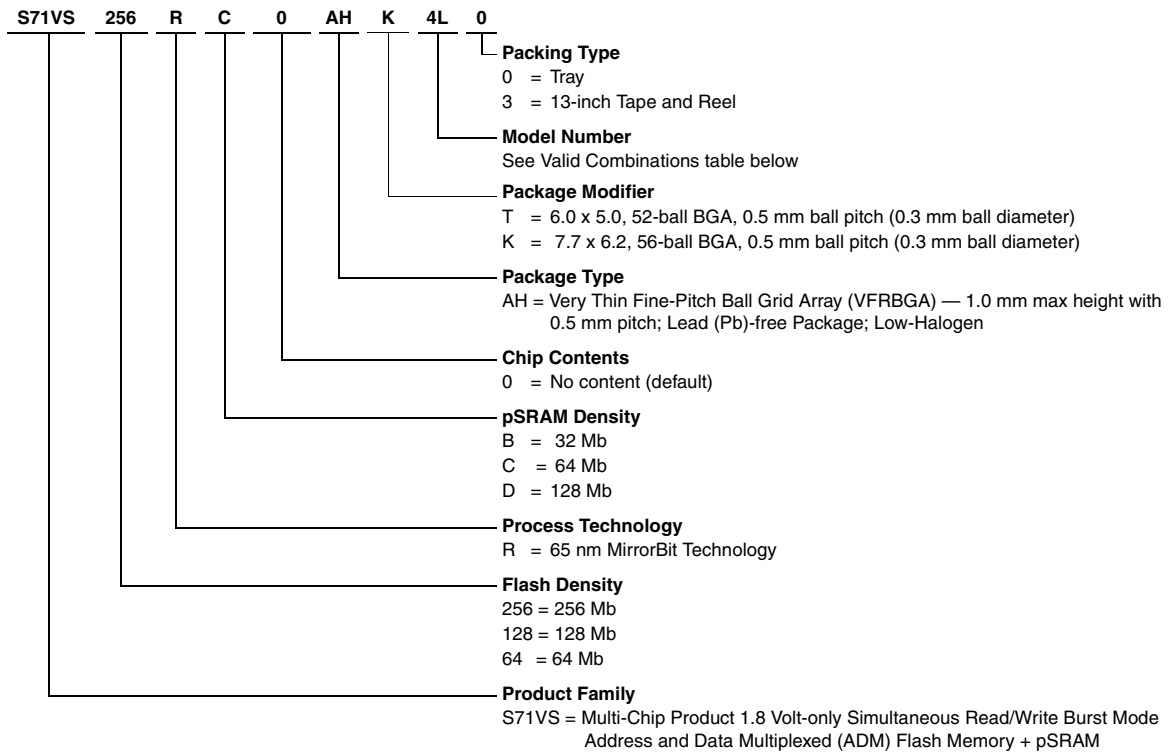 S71VS 256 R C 0 AH K 4L 0
Packing Type
0 = Tray
3 = 13-inch Tape and Reel
Model Number
See Valid Combinations table below
Package Modifier
T = 6.0 x 5.0, 52-ball BGA, 0.5 mm ball pitch (0.3 mm ball diameter)
K = 7.7 x 6.2, 56-ball BGA, 0.5 mm ball pitch (0.3 mm ball diameter)
Package Type
AH = Very Thin Fine-Pitch Ball Grid Array (VFRBGA) — 1.0 mm max height with
0.5 mm pitch; Lead (Pb)-free Package; Low-Halogen
Chip Contents
0 = No content (default)
pSRAM Density
B = 32 Mb
C = 64 Mb
D = 128 Mb
Process Technology
R = 65 nm MirrorBit Technology
Flash Density
256 = 256 Mb
128 = 128 Mb
64 = 64 Mb
Product Family
S71VS = Multi-Chip Product 1.8 Volt-only Simultaneous Read/Write Burst Mode
Address and Data Multiplexed (ADM) Flash Memory + pSRAM